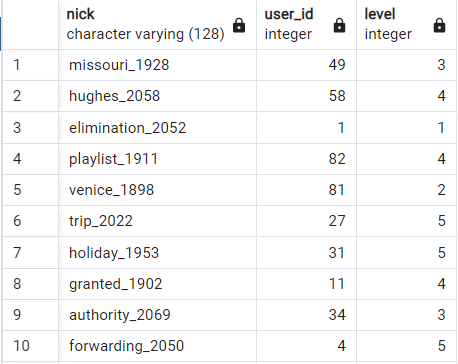 nick user_id level
character varying (128) integer integer
1 missouri_1928 49 3
2 hughes_2058 58 4
3 elimination_2052 1 1
4 playlist_1911 82 4
5 venice_1898 81 2
6 trip_2022 27 5
7 holiday_1953 31 5
8 granted_1902 11 4
9 authority_2069 34 3
10 forwarding_2050 4 5